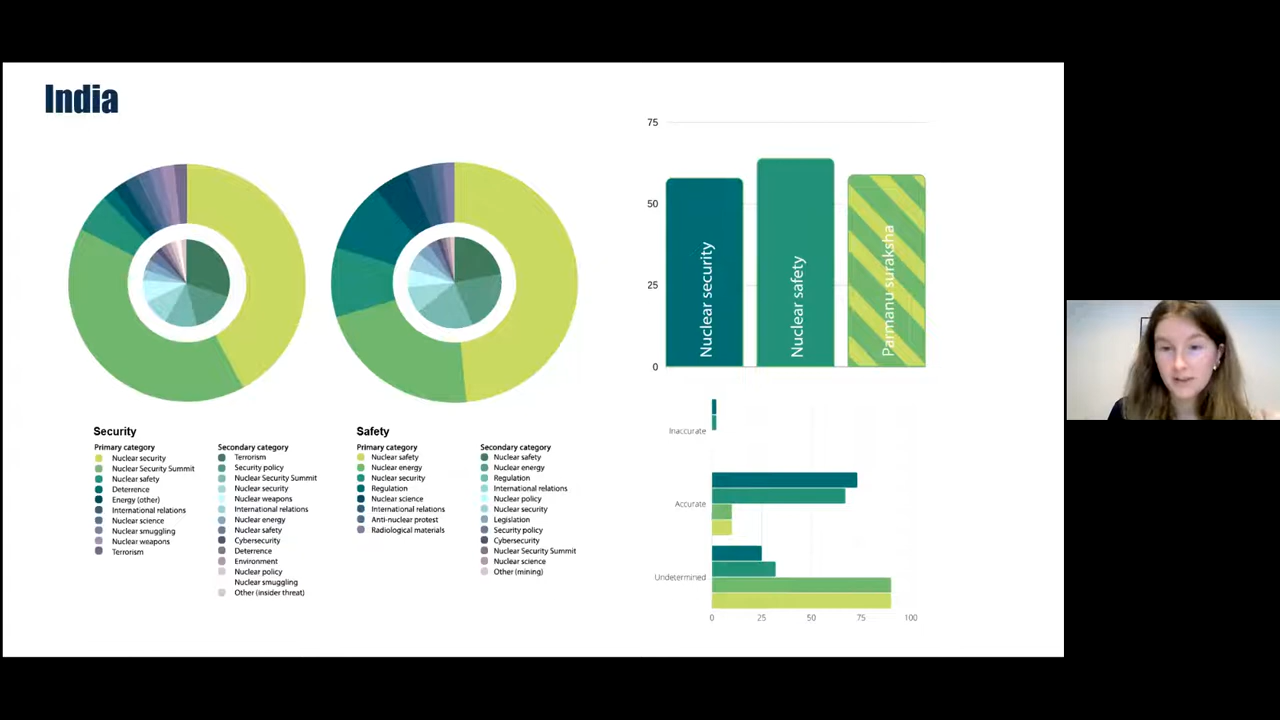 India
Security
Primary category
Nuclear security
Nuclear Security Summit
Nuclear safety
Deterrence
Energy (other)
International relations
Nuclear science
Nuclear smuggling
Nuclear weapons
Terrorism
Secondary category
Terrorism
Security policy
Nuclear Security Summit
Nuclear security
Nuclear weapons
International relations
Nuclear energy
Nuclear safety
Cybersecurity
Deterrence
Environment
Nuclear policy
Nuclear smuggling
Other (insider threat)
Safety
Primary category
Nuclear safety
Nuclear energy
Nuclear security
Regulation
Nuclear science
International relations
Anti-nuclear protest
Radiological materials
Secondary category
Nuclear safety
Nuclear energy
Regulation
International relations
Nuclear policy
Nuclear security
Legislation
Security policy
Cybersecurity
Nuclear Security Summit
Nuclear science
Other (mining)
75
50
25
0
Nuclear security
Nuclear safety
Parmanu suraksha
Inaccurate
Accurate
Undetermined
0
25
50
75
100